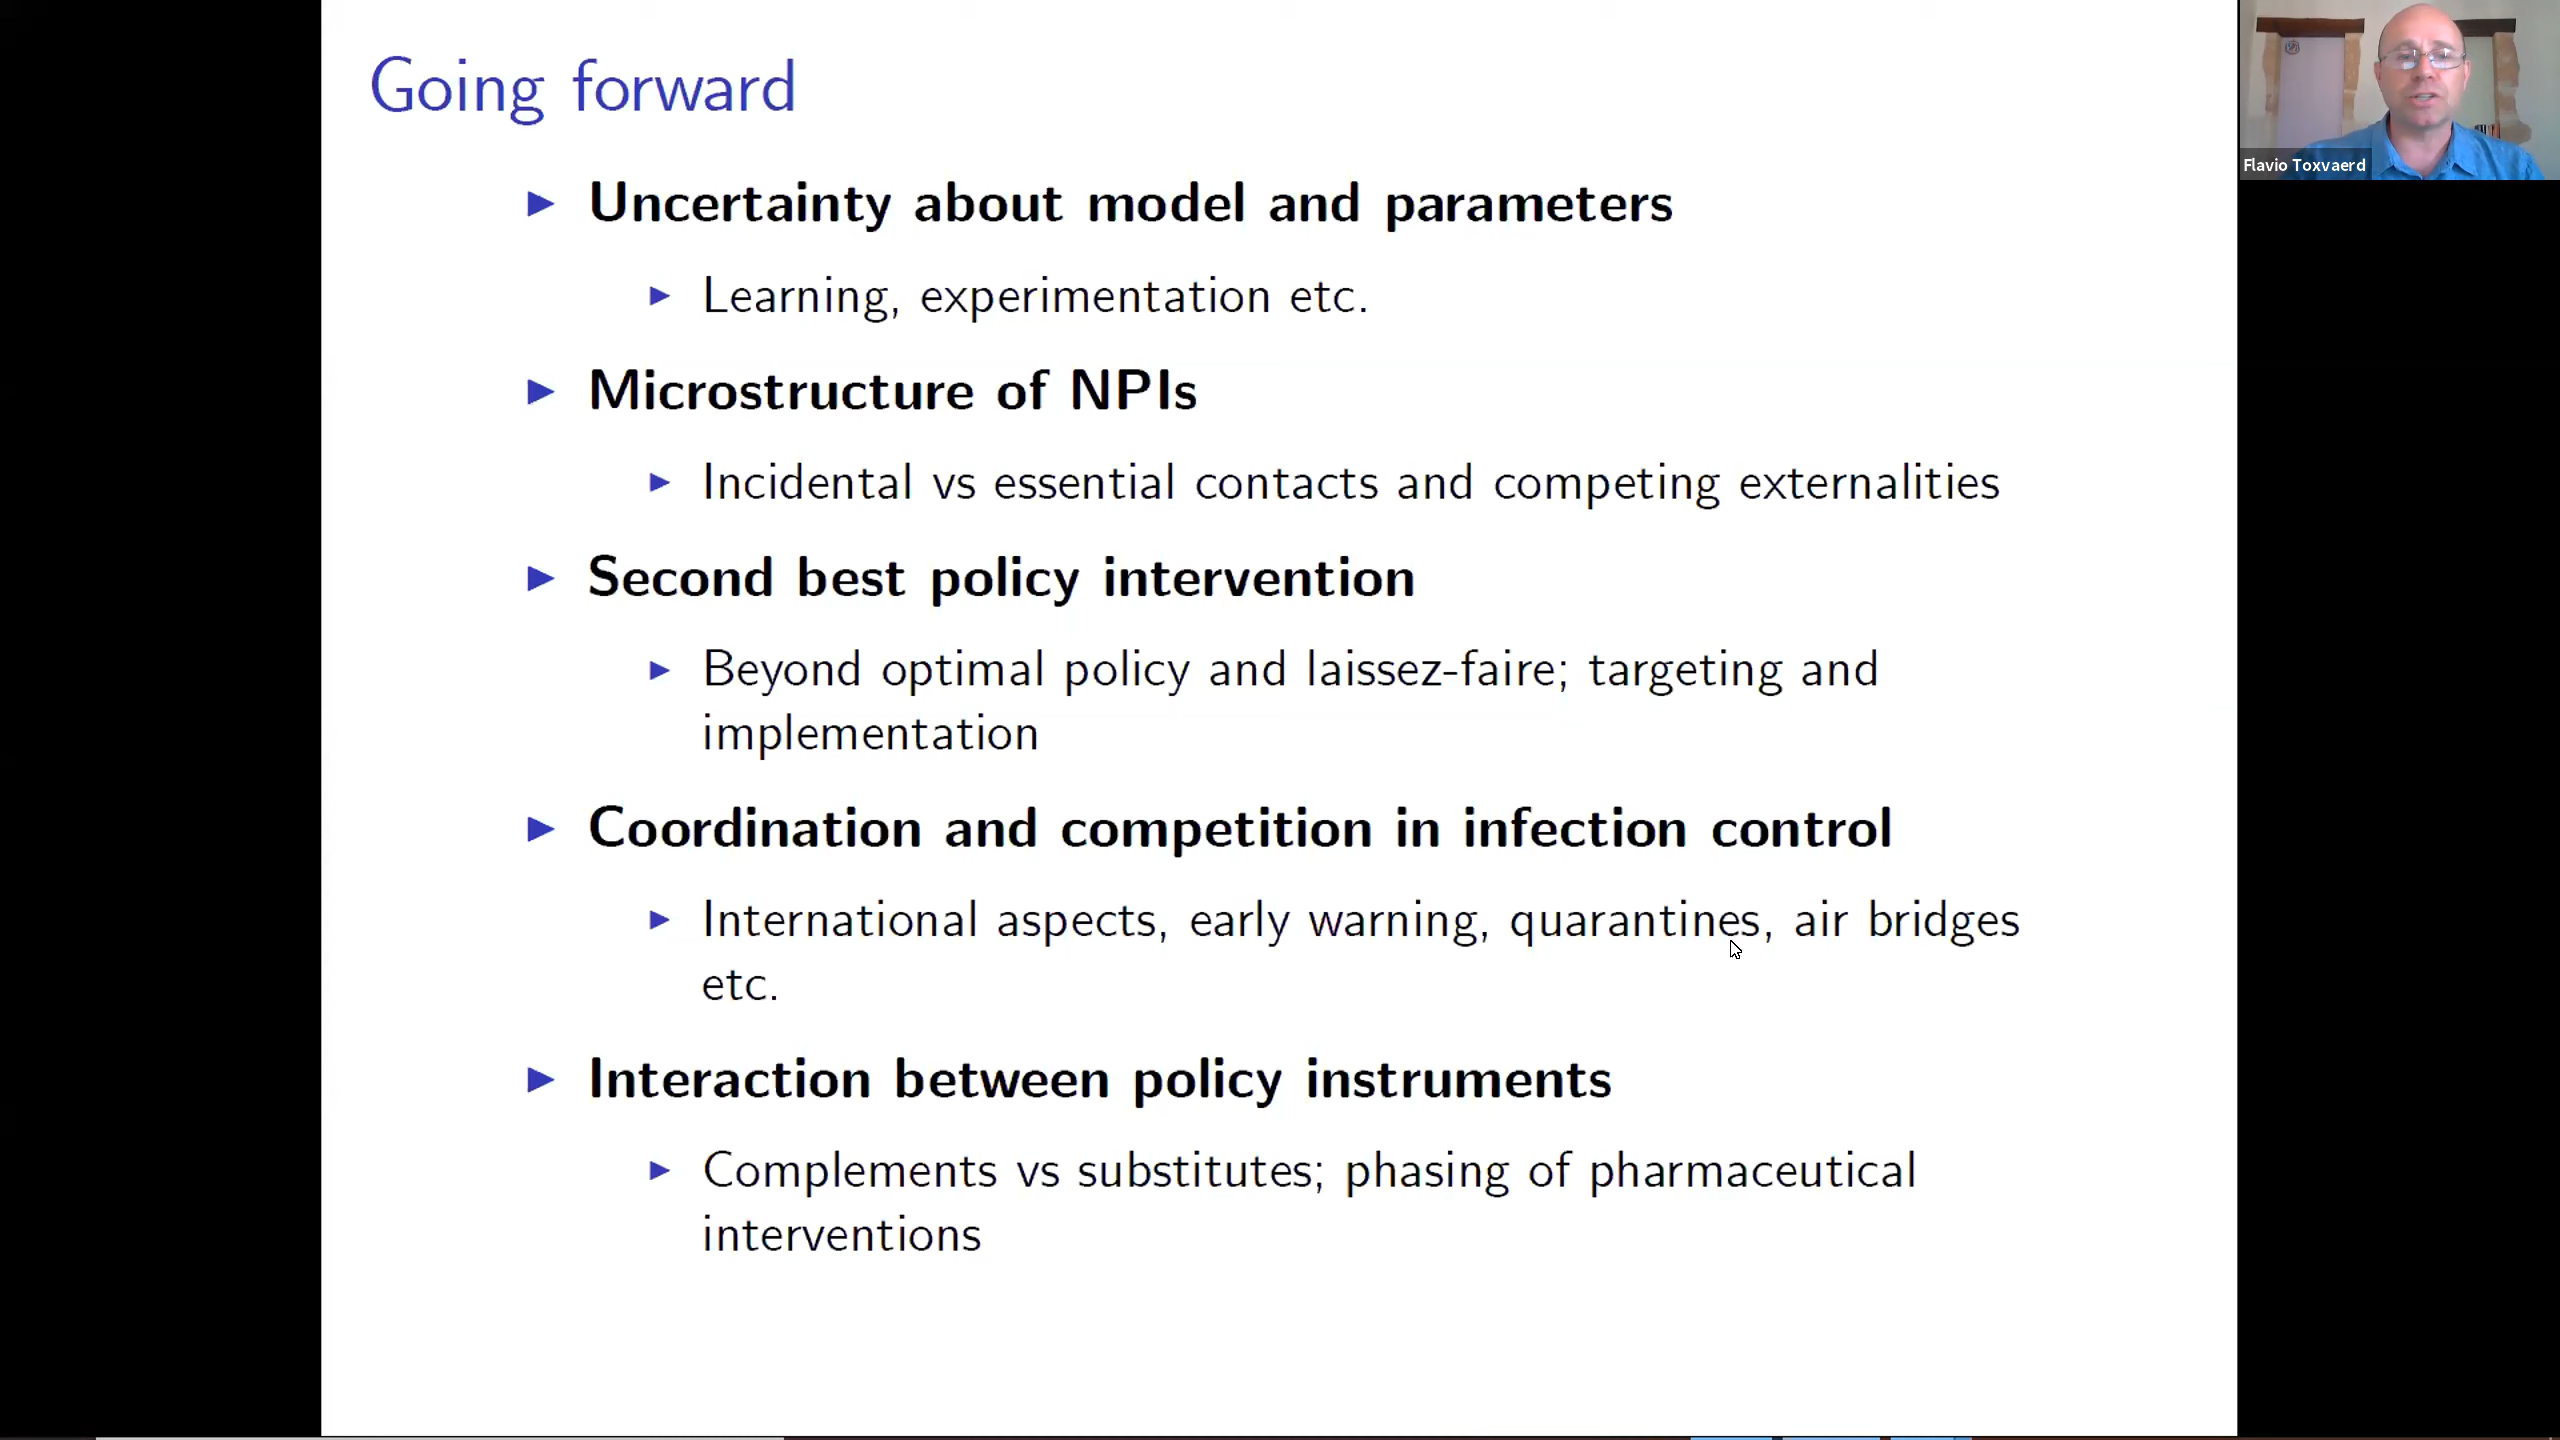 Going forward
Uncertainty about model and parameters
Learning, experimentation etc.
Microstructure of NPIs
Incidental vs essential contacts and competing externalities
Second best policy intervention
Beyond optimal policy and laissez-faire; targeting and
implementation
Coordination and competition in infection control
International aspects, early warning, quarantines, air bridges
etc.
Interaction between policy instruments
Complements vs substitutes; phasing of pharmaceutical
interventions
Flavio Toxvaerd